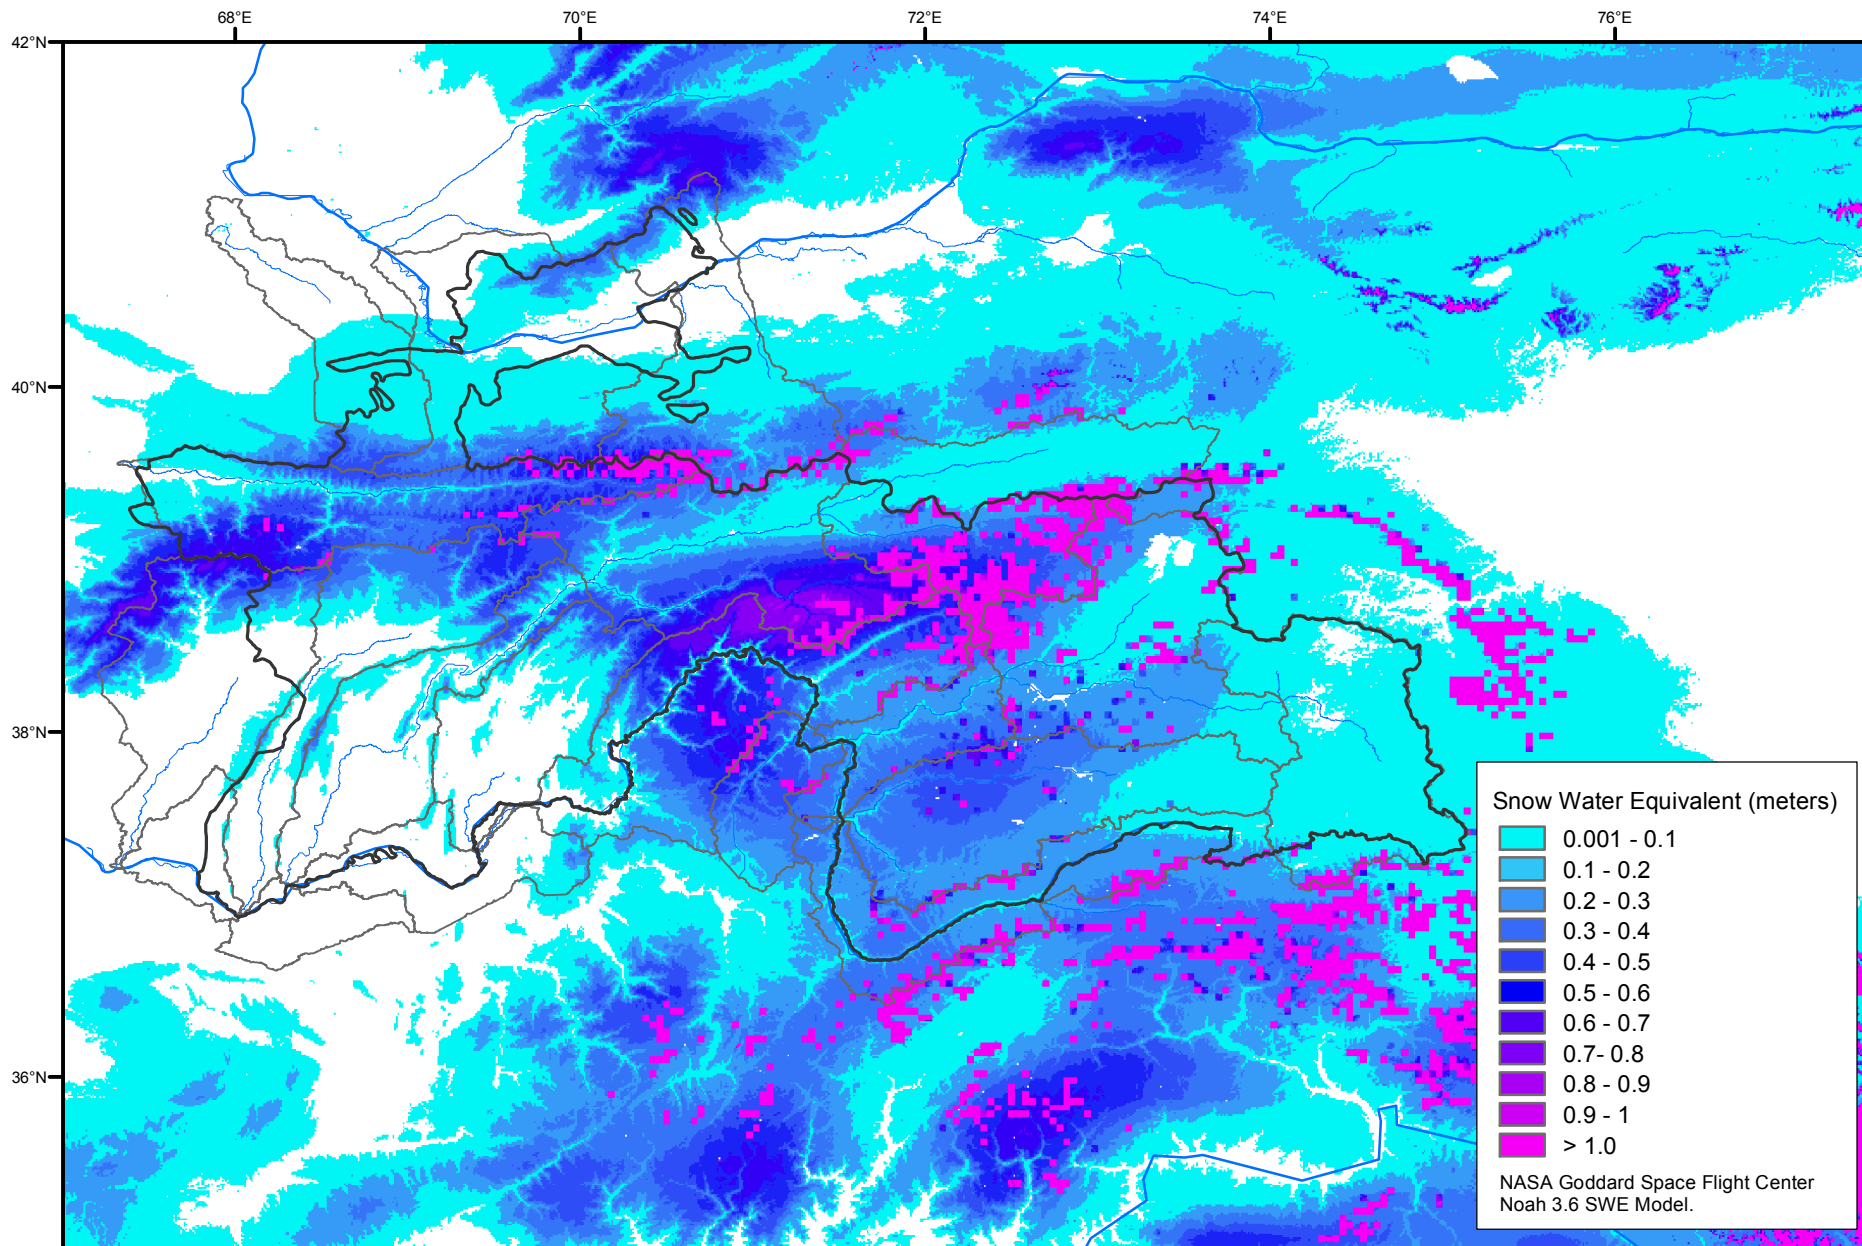 68°E 70°E 72°E 74°E 76°E
42°N
40°N
38°N
36°N
Snow Water Equivalent (meters)
0.001 - 0.1
0.1 - 0.2
0.2 - 0.3
0.3 - 0.4
0.4 - 0.5
0.5 - 0.6
0.6 - 0.7
0.7- 0.8
0.8 - 0.9
0.9 - 1
> 1.0
NASA Goddard Space Flight Center
Noah 3.6 SWE Model.